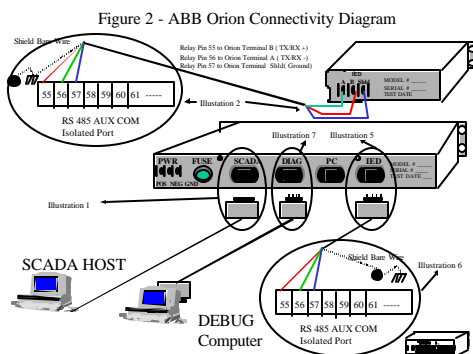 Figure 2 - ABB Orion Connectivity Diagram
Shield Bare Wire
Relay Pin 55 to Orion Terminal B ( TX/RX +)
Relay Pin 56 to Orion Terminal A ( TX/RX -)
Relay Pin 57 to Orion Terminal Shld( Ground)
IED
A B Shld
MODEL # ____
SERIAL # ____
TEST DATE
55 56 57 58 59 60 61 -----
Illustration 2
RS 485 AUX COM
Isolated Port
Illustration 7
Illustration 5
PWR
FUSE
SCADA
DIAG
PC
IED
MODEL # ____
SERIAL # ____
TEST DATE
POS NEG GND
Illustration 1
SCADA HOST
Shield Bare Wire
Illustration 6
55 56 57 58 59 60 61 -----
DEBUG
Computer
RS 485 AUX COM
Isolated Port